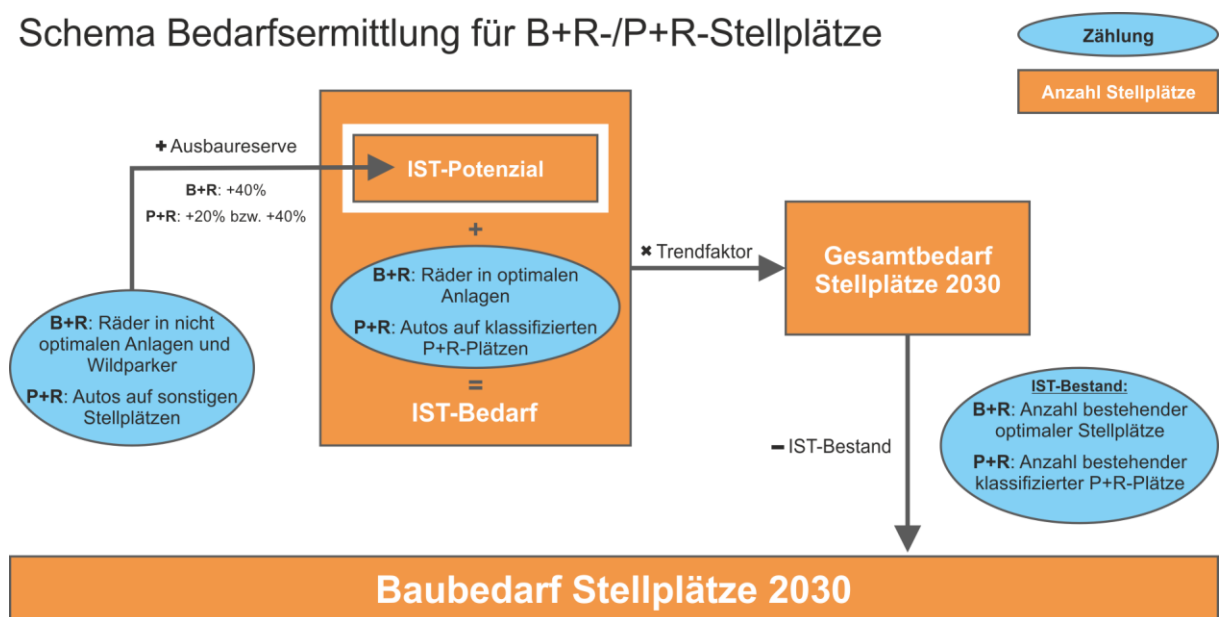 Schema Bedarfsermittlung für B+R-/P+R-Stellplätze
Zählung
Anzahl Stellplätze
+ Ausbaureserve
B+R: +40%
P+R: +20% bzw. +40%
IST-Potenzial
+
B+R: Räder in optimalen
Anlagen
P+R: Autos auf klassifizierten
P+R-Plätzen
=
IST-Bedarf
B+R: Räder in nicht
optimalen Anlagen und
Wildparker
P+R: Autos auf sonstigen
Stellplätzen
× Trendfaktor
Gesamtbedarf
Stellplätze 2030
− IST-Bestand
IST-Bestand:
B+R: Anzahl bestehender
optimaler Stellplätze
P+R: Anzahl bestehender
klassifizierter P+R-Plätze
Baubedarf Stellplätze 2030